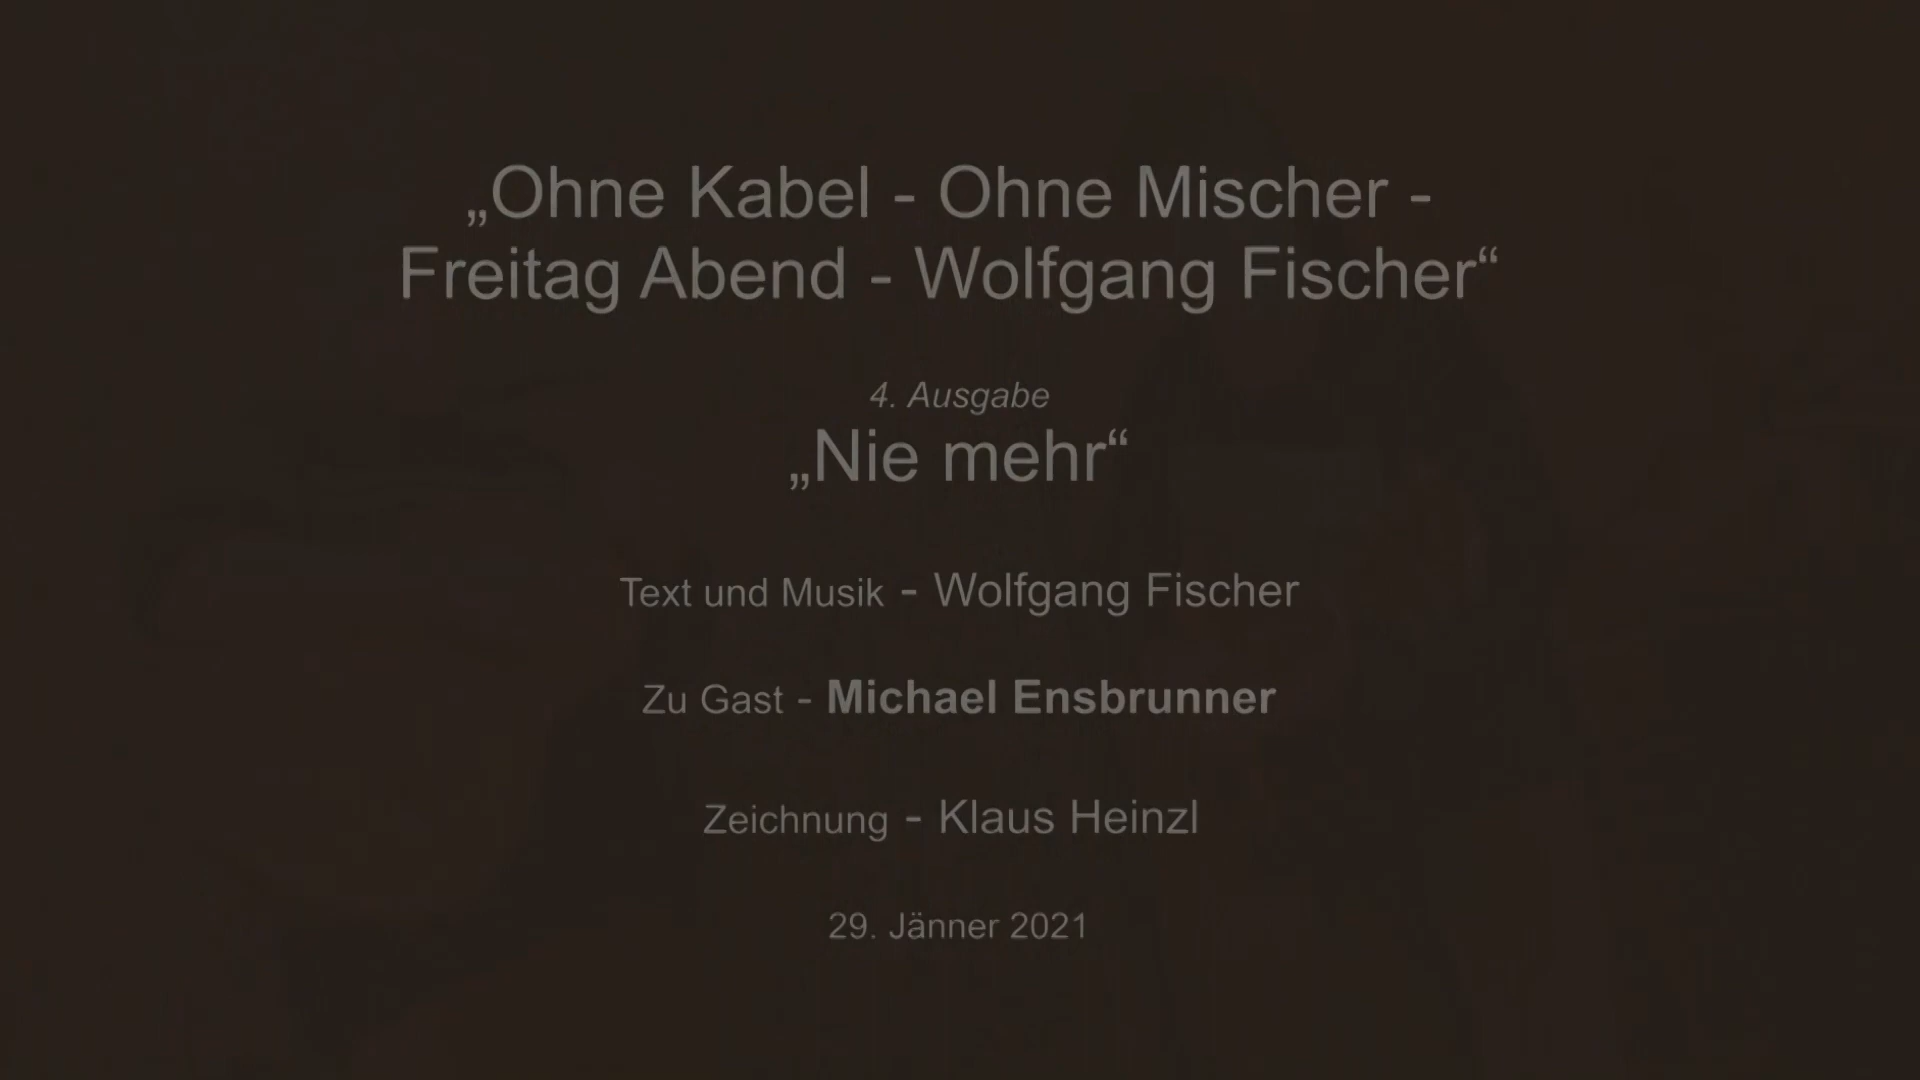 „Ohne Kabel - Ohne Mischer -
Freitag Abend - Wolfgang Fischer“
4. Ausgabe
„Nie mehr“
Text und Musik - Wolfgang Fischer
Zu Gast - Michael Ensbrunner
Zeichnung - Klaus Heinzl
29. Jänner 2021